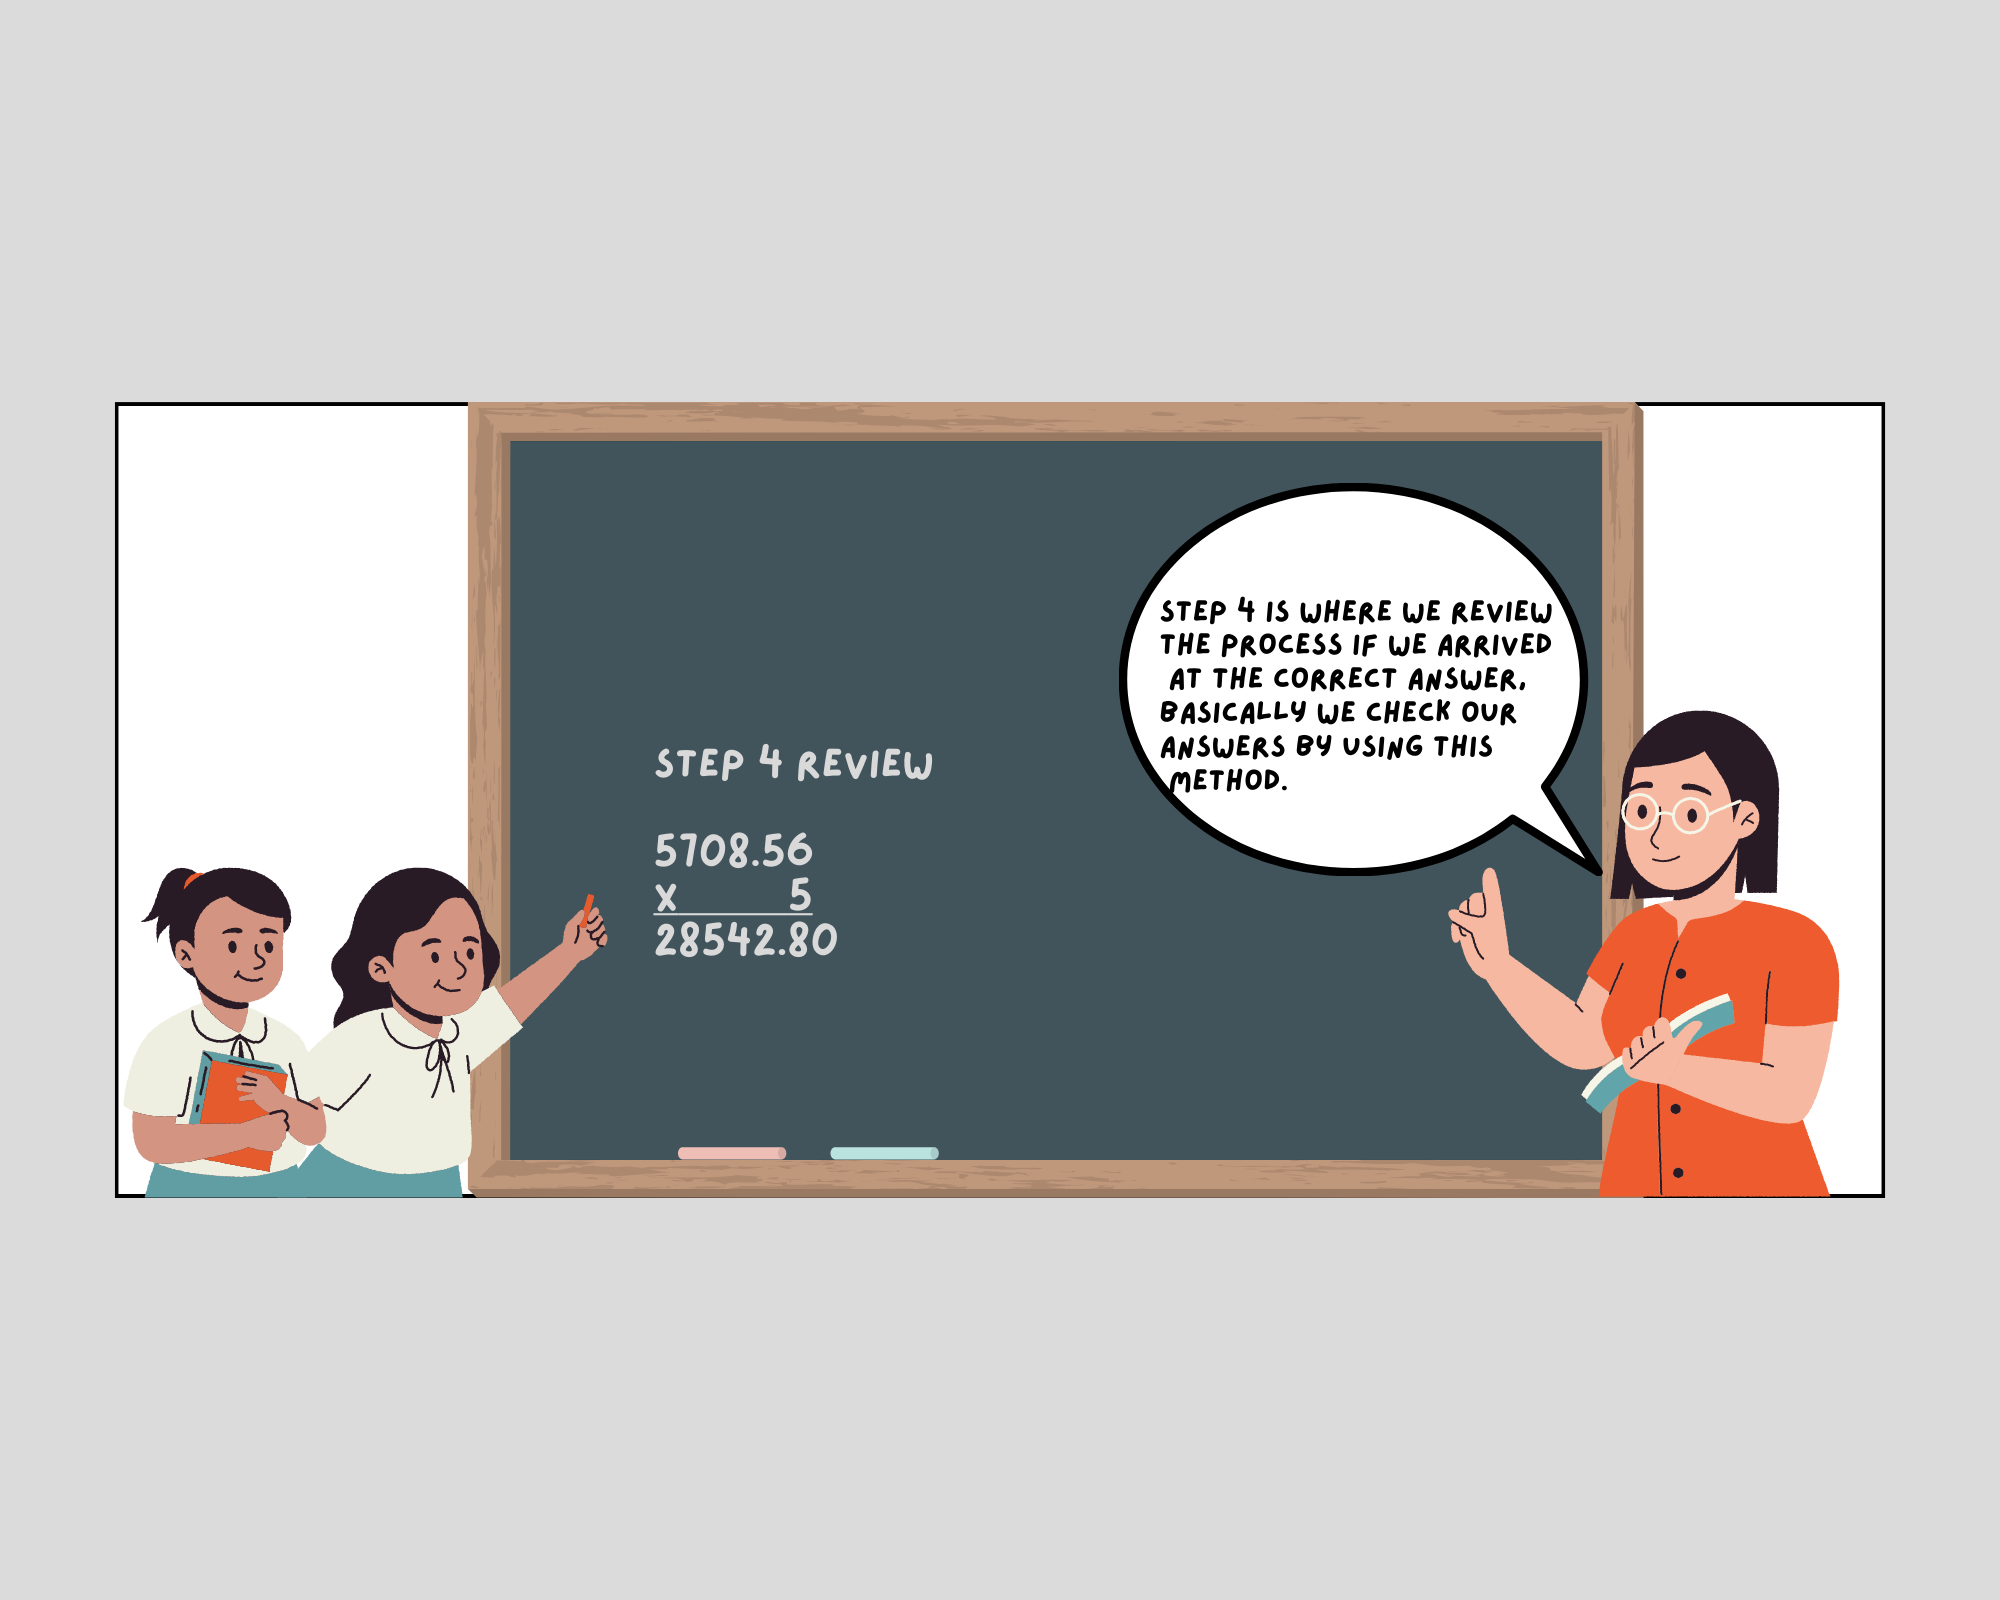 STEP 4 REVIEW
5708.56
x 5
28542.80
STEP 4 IS WHERE WE REVIEW
THE PROCESS IF WE ARRIVED
AT THE CORRECT ANSWER.
BASICALLY WE CHECK OUR
ANSWERS BY USING THIS
METHOD.